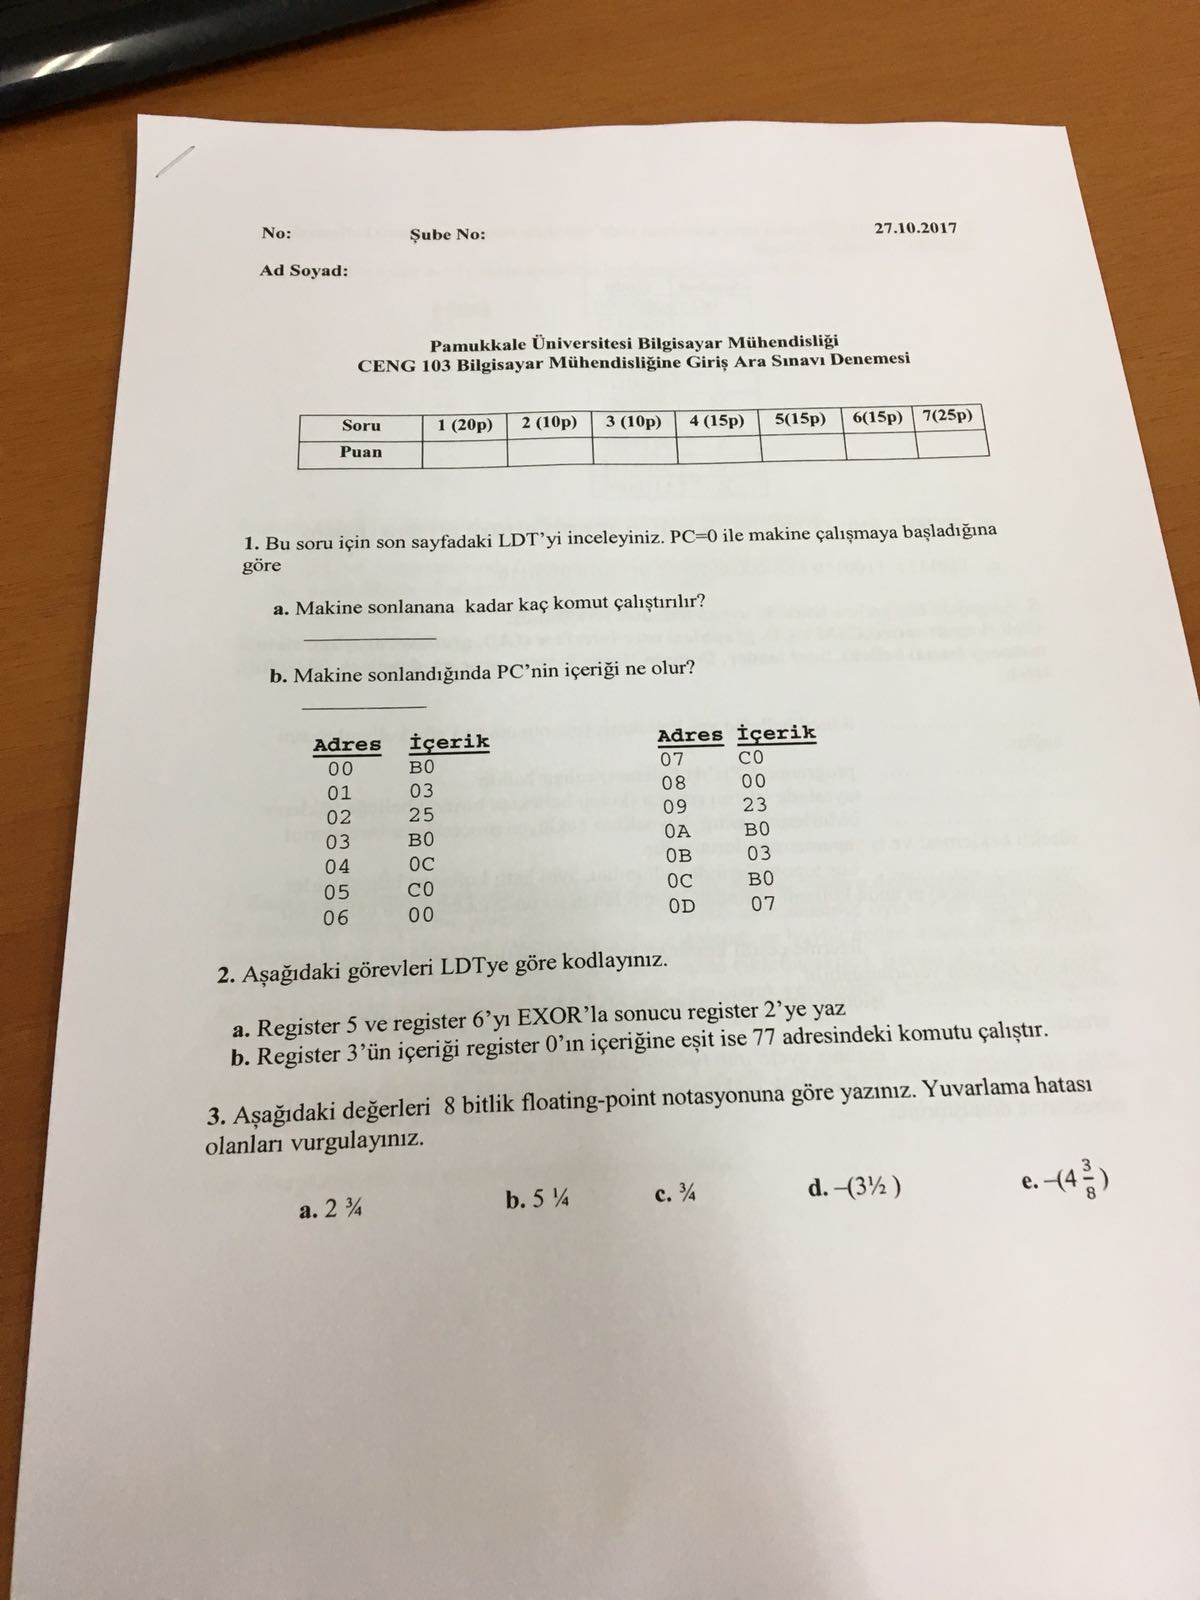 No: Şube No: 27.10.2017
Ad Soyad:
Pamukkale Üniversitesi Bilgisayar Mühendisliği
CENG 103 Bilgisayar Mühendisliğine Giriş Ara Sınavı Denemesi
Soru 1 (20p) 2 (10p) 3 (10p) 4 (15p) 5(15p) 6(15p) 7(25p)
Puan
1. Bu soru için son sayfadaki LDT'yi inceleyiniz. PC=0 ile makine çalışmaya başladığına
göre
a. Makine sonlanana kadar kaç komut çalıştırılır?
b. Makine sonlandığında PC'nin içeriği ne olur?
Adres İçerik Adres İçerik
00 B0 07 C0
01 03 08 00
02 25 09 23
03 B0 0A B0
04 0C 0B 03
05 C0 0C B0
06 00 0D 07
2. Aşağıdaki görevleri LDTye göre kodlayınız.
a. Register 5 ve register 6'yı EXOR'la sonucu register 2'ye yaz
b. Register 3'ün içeriği register 0'ın içeriğine eşit ise 77 adresindeki komutu çalıştır.
3. Aşağıdaki değerleri 8 bitlik floating-point notasyonuna göre yazınız. Yuvarlama hatası
olanları vurgulayınız.
a. 2 ¾ b. 5 ¼ c. ¾ d. –(3½ ) e. –(4 3/8)